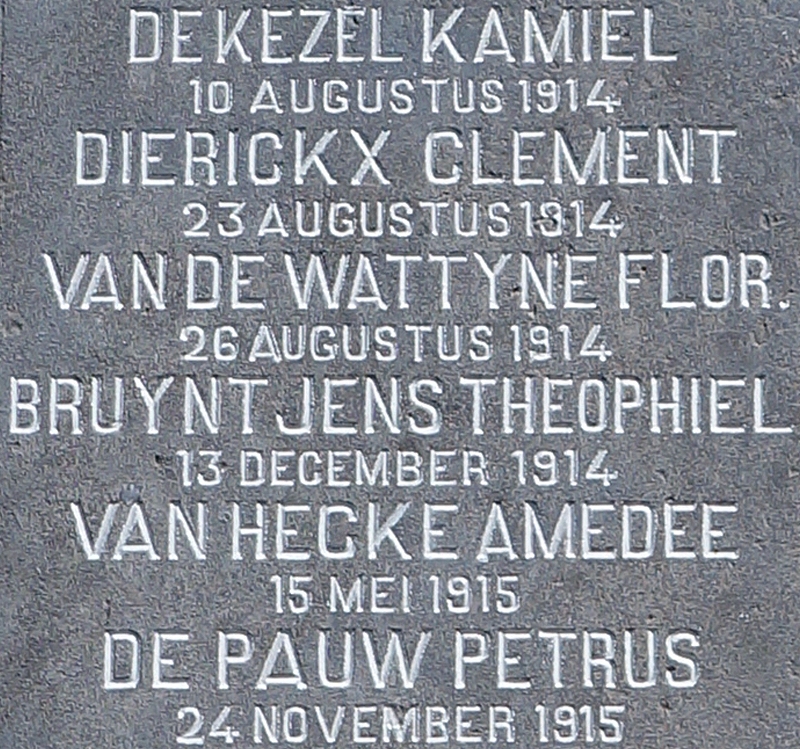 DE KEZEL KAMIEL
10 AUGUSTUS 1914
DIERICKX CLEMENT
23 AUGUSTUS 1914
VAN DE WATTYNE FLOR.
26 AUGUSTUS 1914
BRUYNTJENS THEOPHIEL
13 DECEMBER 1914
VAN HECKE AMEDEE
15 MEI 1915
DE PAUW PETRUS
24 NOVEMBER 1915